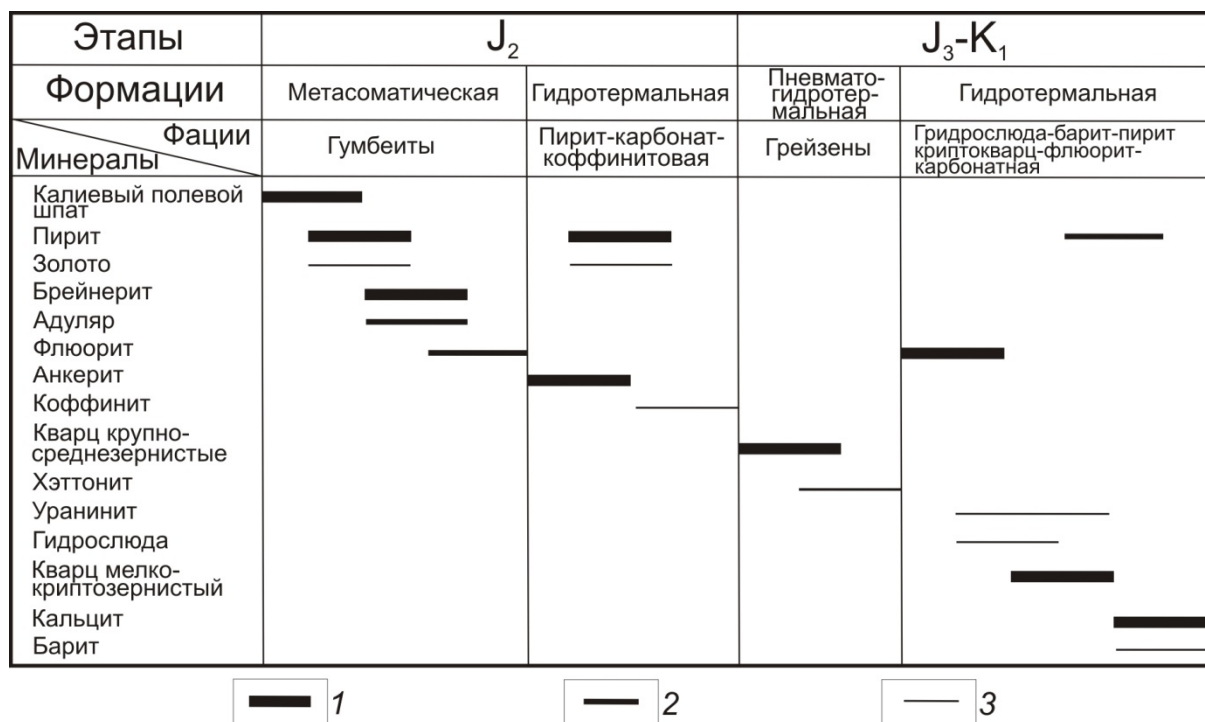 Этапы
J₂
J₃-K₁
Формации
Метасоматическая
Гидротермальная
Пневмато-
гидротер-
мальная
Гидротермальная
Фации
Минералы
Гумбеиты
Пирит-карбонат-
коффинитовая
Грейзены
Гридрослюда-барит-пирит
криптокварц-флюорит-
карбонатная
Калиевый полевой
шпат
Пирит
Золото
Брейнерит
Адуляр
Флюорит
Анкерит
Коффинит
Кварц крупно-
среднезернистые
Хэттонит
Уранинит
Гидрослюда
Кварц мелко-
криптозернистый
Кальцит
Барит
1
2
3